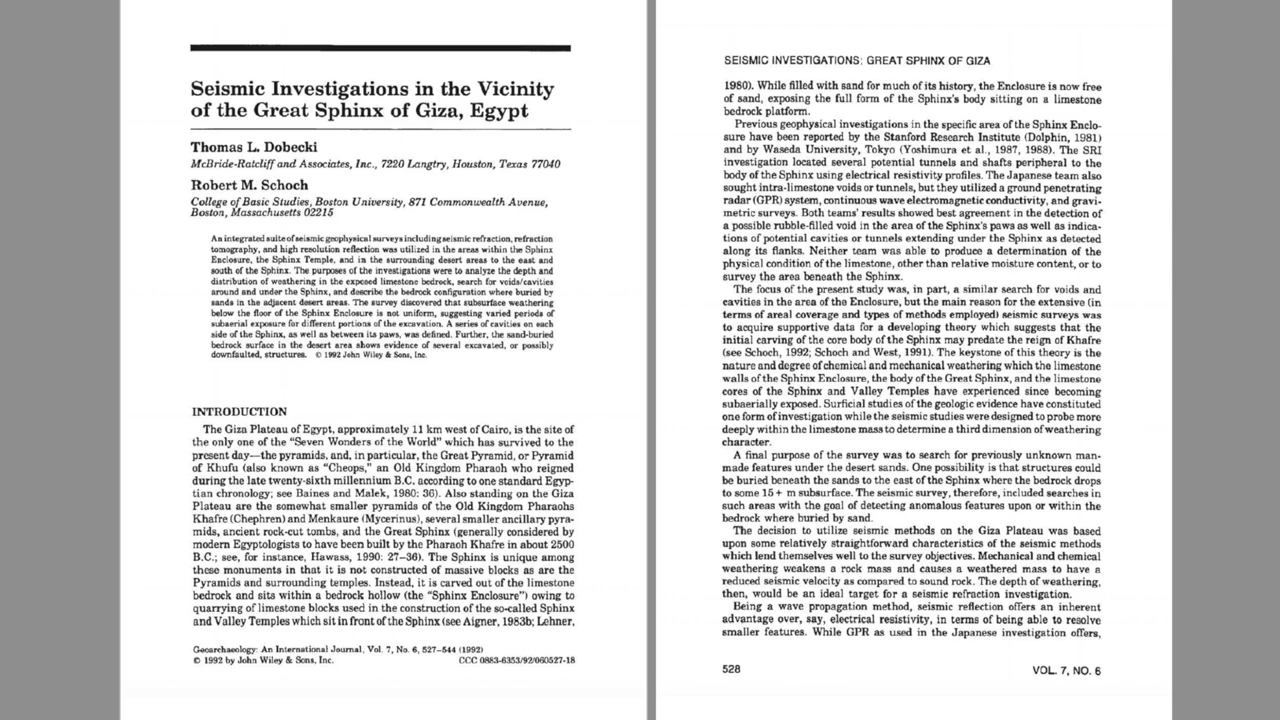 Seismic Investigations in the Vicinity
of the Great Sphinx of Giza, Egypt
Thomas L. Dobecki
McBride-Ratcliff and Associates, Inc., 7220 Langtry, Houston, Texas 77040
Robert M. Schoch
College of Basic Studies, Boston University, 871 Commonwealth Avenue,
Boston, Massachusetts 02215
An integrated suite of seismic geophysical surveys including seismic refraction, refraction
tomography, and high resolution reflection was utilized in the areas within the Sphinx
Enclosure, the Sphinx Temple, and in the surrounding desert areas to the east and
south of the Sphinx. The purposes of the investigations were to analyze the depth and
distribution of weathering in the exposed limestone bedrock, search for voids/cavities
around and under the Sphinx, and describe the bedrock configuration where buried by
sands in the adjacent desert areas. The survey discovered that subsurface weathering
below the floor of the Sphinx Enclosure is not uniform, suggesting varied periods of
subaerial exposure for different portions of the excavation. A series of cavities on each
side of the Sphinx, as well as between its paws, was defined. Further, the sand-buried
bedrock surface in the desert area shows evidence of several excavated, or possibly
downfaulted, structures. © 1992 John Wiley & Sons, Inc.
INTRODUCTION
The Giza Plateau of Egypt, approximately 11 km west of Cairo, is the site of
the only one of the “Seven Wonders of the World” which has survived to the
present day—the pyramids, and, in particular, the Great Pyramid, or Pyramid
of Khufu (also known as “Cheops,” an Old Kingdom Pharaoh who reigned
during the late twenty-sixth millennium B.C. according to one standard Egyp-
tian chronology; see Baines and Malek, 1980: 36). Also standing on the Giza
Plateau are the somewhat smaller pyramids of the Old Kingdom Pharaohs
Khafre (Chephren) and Menkaure (Mycerinus), several smaller ancillary pyra-
mids, ancient rock-cut tombs, and the Great Sphinx (generally considered by
modern Egyptologists to have been built by the Pharaoh Khafre in about 2500
B.C.; see, for instance, Hawass, 1990: 27–36). The Sphinx is unique among
these monuments in that it is not constructed of massive blocks as are the
Pyramids and surrounding temples. Instead, it is carved out of the limestone
bedrock and sits within a bedrock hollow (the “Sphinx Enclosure”) owing to
quarrying of limestone blocks used in the construction of the so-called Sphinx
and Valley Temples which sit in front of the Sphinx (see Aigner, 1983b; Lehner,
Geoarchaeology: An International Journal, Vol. 7, No. 6, 527–544 (1992)
© 1992 by John Wiley & Sons, Inc. CCC 0883-6353/92/060527-18
SEISMIC INVESTIGATIONS: GREAT SPHINX OF GIZA
1980). While filled with sand for much of its history, the Enclosure is now free
of sand, exposing the full form of the Sphinx's body sitting on a limestone
bedrock platform.
Previous geophysical investigations in the specific area of the Sphinx Enclo-
sure have been reported by the Stanford Research Institute (Dolphin, 1981)
and by Waseda University, Tokyo (Yoshimura et al., 1987, 1988). The SRI
investigation located several potential tunnels and shafts peripheral to the
body of the Sphinx using electrical resistivity profiles. The Japanese team also
sought intra-limestone voids or tunnels, but they utilized a ground penetrating
radar (GPR) system, continuous wave electromagnetic conductivity, and gravi-
metric surveys. Both teams' results showed best agreement in the detection of
a possible rubble-filled void in the area of the Sphinx's paws as well as indica-
tions of potential cavities or tunnels extending under the Sphinx as detected
along its flanks. Neither team was able to produce a determination of the
physical condition of the limestone, other than relative moisture content, or to
survey the area beneath the Sphinx.
The focus of the present study was, in part, a similar search for voids and
cavities in the area of the Enclosure, but the main reason for the extensive (in
terms of areal coverage and types of methods employed) seismic surveys was
to acquire supportive data for a developing theory which suggests that the
initial carving of the core body of the Sphinx may predate the reign of Khafre
(see Schoch, 1992; Schoch and West, 1991). The keystone of this theory is the
nature and degree of chemical and mechanical weathering which the limestone
walls of the Sphinx Enclosure, the body of the Great Sphinx, and the limestone
cores of the Sphinx and Valley Temples have experienced since becoming
subaerially exposed. Surficial studies of the geologic evidence have constituted
one form of investigation while the seismic studies were designed to probe more
deeply within the limestone mass to determine a third dimension of weathering
character.
A final purpose of the survey was to search for previously unknown man-
made features under the desert sands. One possibility is that structures could
be buried beneath the sands to the east of the Sphinx where the bedrock drops
to some 15+ m subsurface. The seismic survey, therefore, included searches in
such areas with the goal of detecting anomalous features upon or within the
bedrock where buried by sand.
The decision to utilize seismic methods on the Giza Plateau was based
upon some relatively straightforward characteristics of the seismic methods
which lend themselves well to the survey objectives. Mechanical and chemical
weathering weakens a rock mass and causes a weathered mass to have a
reduced seismic velocity as compared to sound rock. The depth of weathering,
then, would be an ideal target for a seismic refraction investigation.
Being a wave propagation method, seismic reflection offers an inherent
advantage over, say, electrical resistivity, in terms of being able to resolve
smaller features. While GPR as used in the Japanese investigation offers,
528 VOL. 7, NO. 6